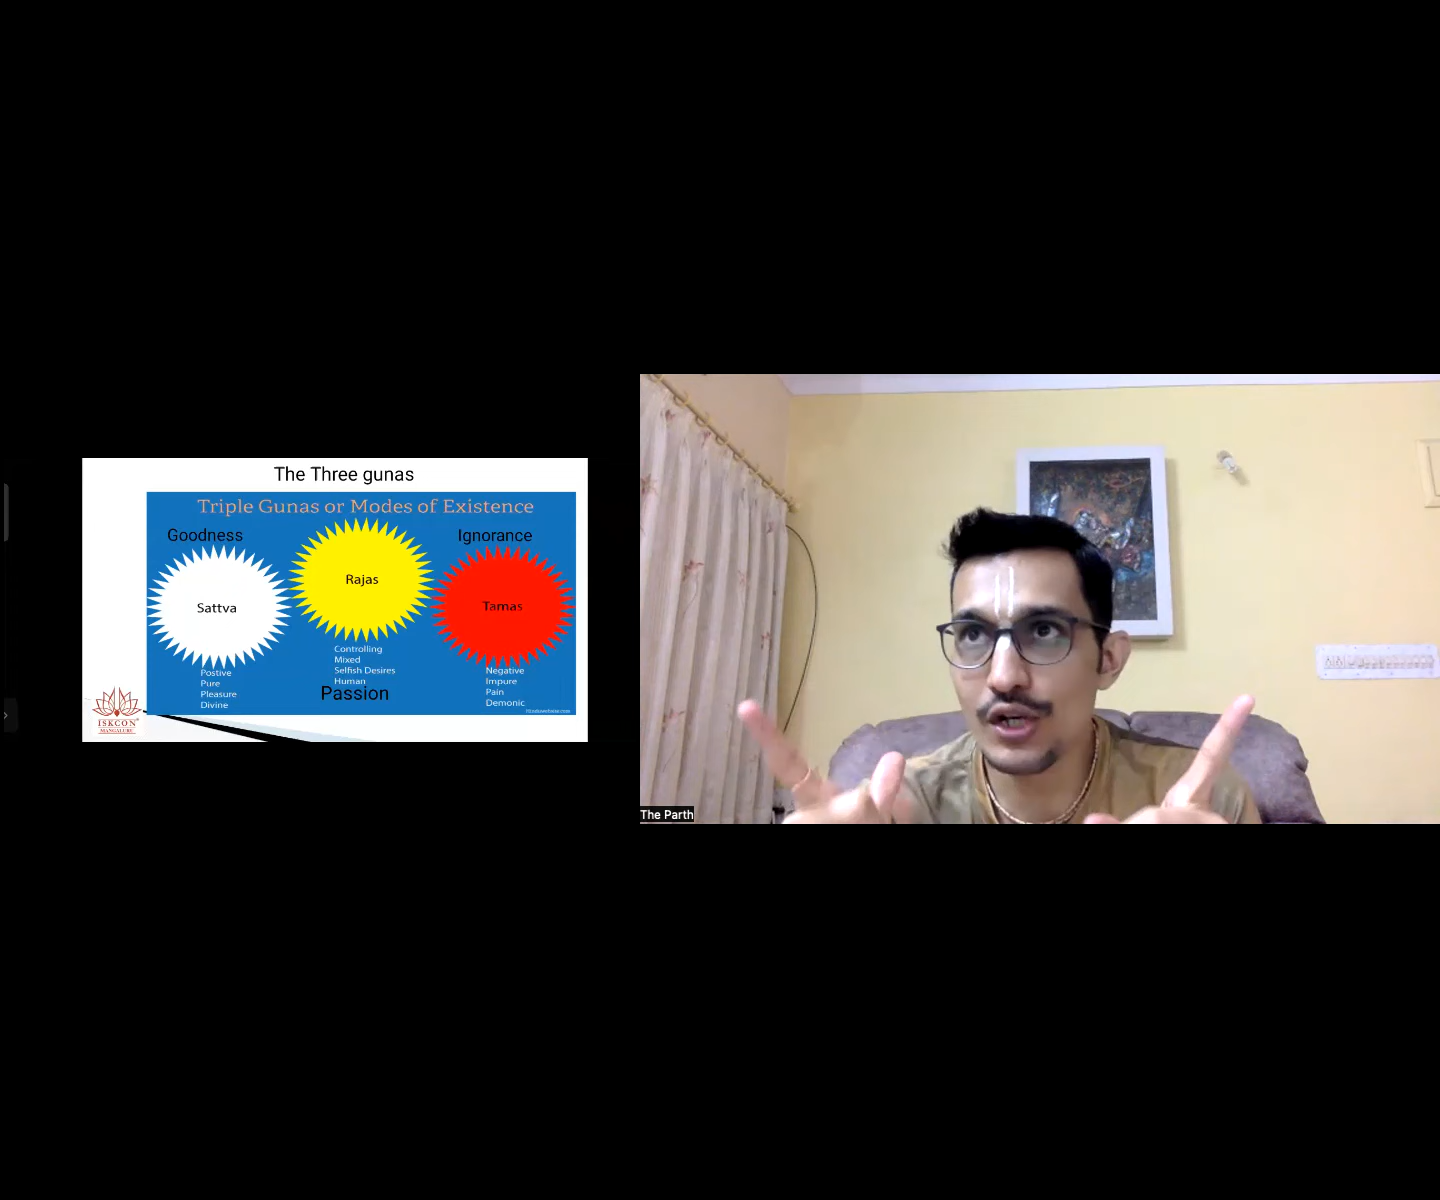 The Three gunas
Triple Gunas or Modes of Existence
Goodness
Sattva
Postive
Pure
Pleasure
Divine
Rajas
Controlling
Mixed
Selfish Desires
Human
Passion
Ignorance
Tamas
Negative
Impure
Pain
Demonic
ISKCON
MANGALURU
The Parth